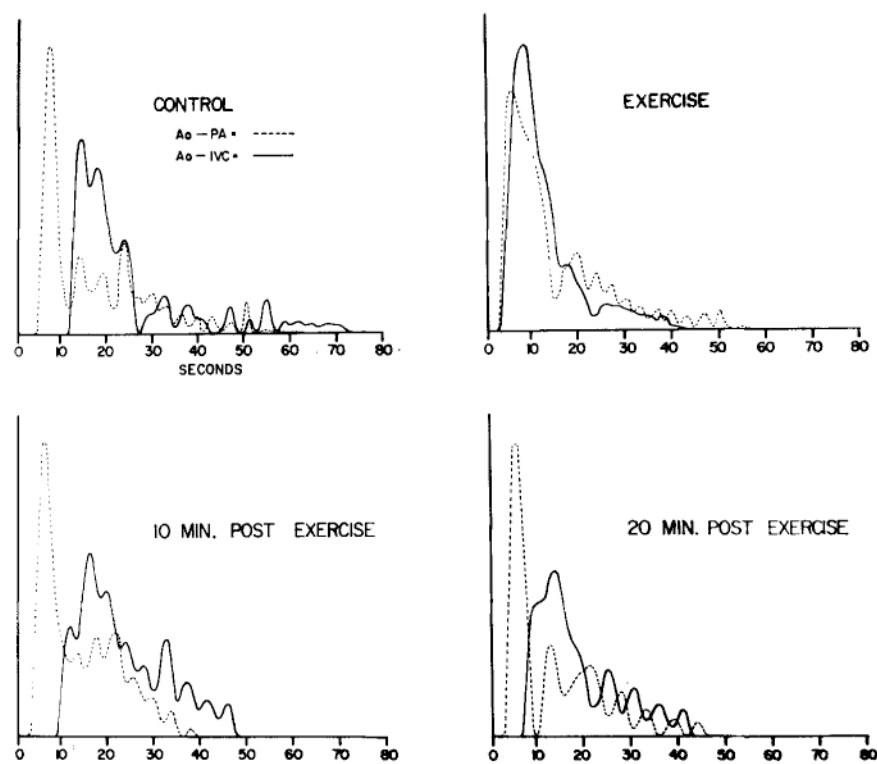 CONTROL
Ao — PA =
Ao — IVC =
0 10 20 30 40 50 60 70 80
SECONDS
EXERCISE
0 10 20 30 40 50 60 70 80
10 MIN. POST EXERCISE
0 10 20 30 40 50 60 70 80
20 MIN. POST EXERCISE
0 10 20 30 40 50 60 70 80